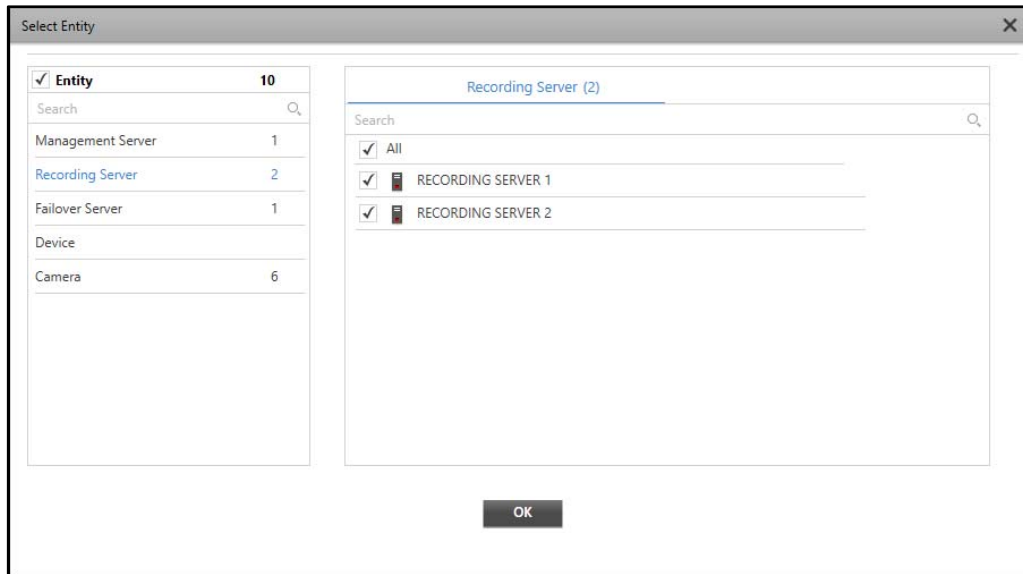 Select Entity
Entity 10
Search
Management Server 1
Recording Server 2
Failover Server 1
Device
Camera 6
Recording Server (2)
Search
All
RECORDING SERVER 1
RECORDING SERVER 2
OK